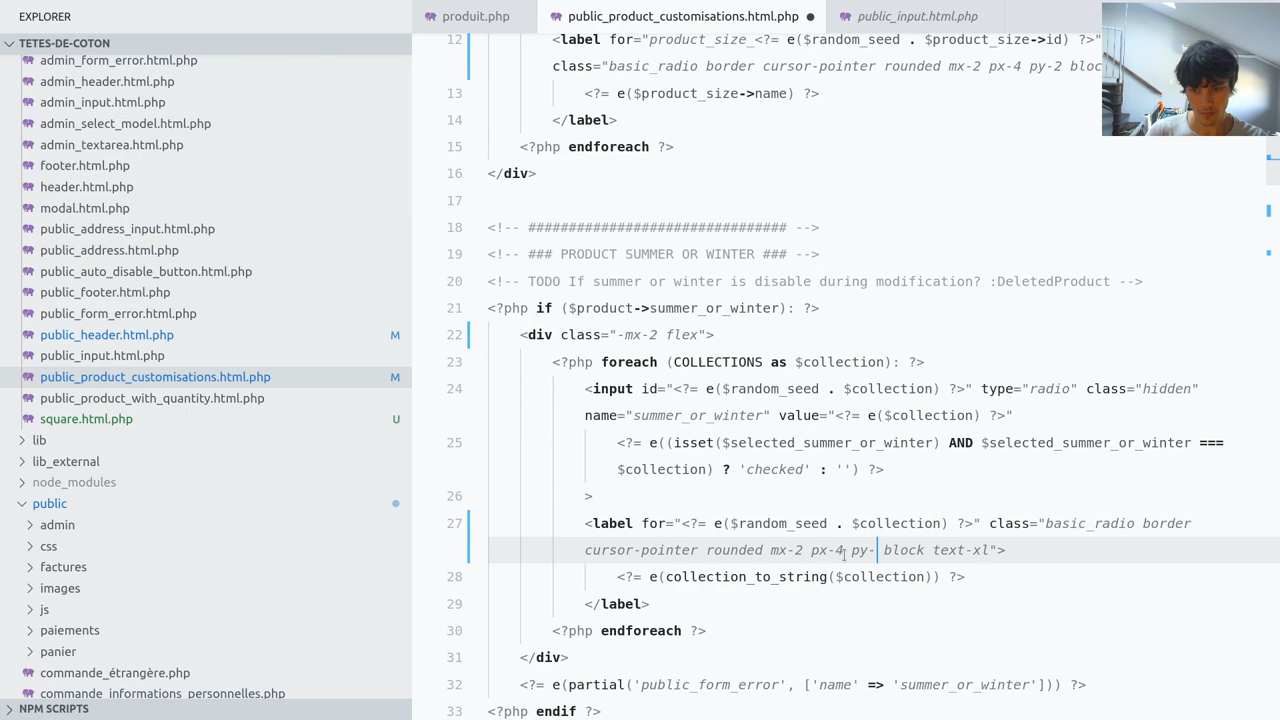 EXPLORER
produit.php
public_product_customisations.html.php
public_input.html.php
TETES-DE-COTON
admin_form_error.html.php
admin_header.html.php
admin_input.html.php
admin_select_model.html.php
admin_textarea.html.php
footer.html.php
header.html.php
modal.html.php
public_address_input.html.php
public_address.html.php
public_auto_disable_button.html.php
public_footer.html.php
public_form_error.html.php
public_header.html.php M
public_input.html.php
public_product_customisations.html.php M
public_product_with_quantity.html.php
square.html.php U
lib
lib_external
node_modules
public
admin
css
factures
images
js
paiements
panier
commande_étrangère.php
commande_informations_personnelles.php
NPM SCRIPTS
12 <label for="product_size_<?= e($random_seed . $product_size->id) ?>"
class="basic_radio border cursor-pointer rounded mx-2 px-4 py-2 bloc
13 <?= e($product_size->name) ?>
14 </label>
15 <?php endforeach ?>
16 </div>
17
18 <!-- ################################ -->
19 <!-- ### PRODUCT SUMMER OR WINTER ### -->
20 <!-- TODO If summer or winter is disable during modification? :DeletedProduct -->
21 <?php if ($product->summer_or_winter): ?>
22 <div class="-mx-2 flex">
23 <?php foreach (COLLECTIONS as $collection): ?>
24 <input id="<?= e($random_seed . $collection) ?>" type="radio" class="hidden"
name="summer_or_winter" value="<?= e($collection) ?>"
25 <?= e((isset($selected_summer_or_winter) AND $selected_summer_or_winter ===
$collection) ? 'checked' : '') ?>
26 >
27 <label for="<?= e($random_seed . $collection) ?>" class="basic_radio border
cursor-pointer rounded mx-2 px-4 py- block text-xl">
28 <?= e(collection_to_string($collection)) ?>
29 </label>
30 <?php endforeach ?>
31 </div>
32 <?= e(partial('public_form_error', ['name' => 'summer_or_winter'])) ?>
33 <?php endif ?>